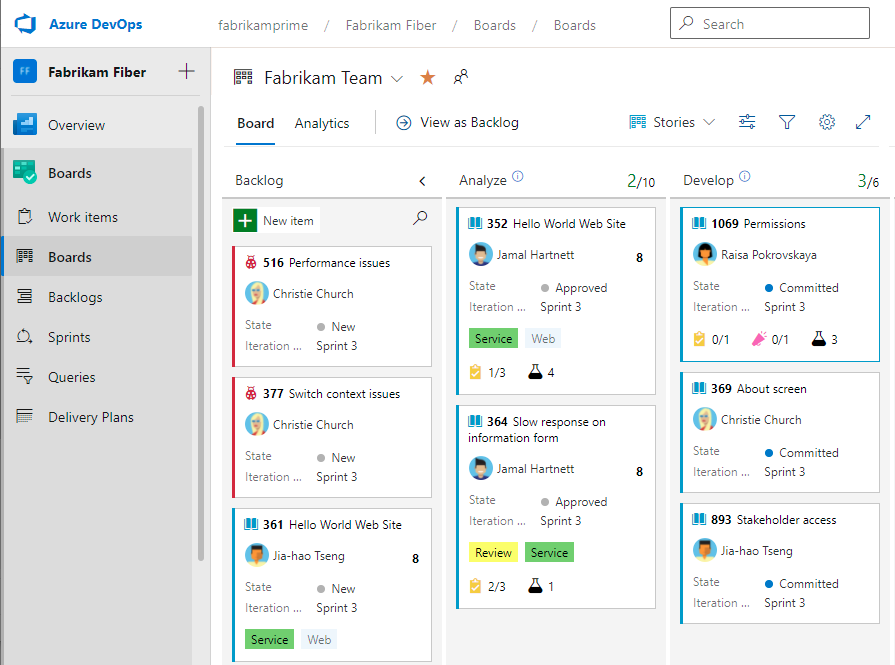 Azure DevOps
fabrikamprime / Fabrikam Fiber / Boards / Boards
Search
FF
Fabrikam Fiber
Overview
Boards
Work items
Boards
Backlogs
Sprints
Queries
Delivery Plans
Fabrikam Team
Board Analytics View as Backlog Stories
Backlog
New item
516 Performance issues
Christie Church
State New
Iteration ... Sprint 3
377 Switch context issues
Christie Church
State New
Iteration ... Sprint 3
361 Hello World Web Site
Jia-hao Tseng 8
State New
Iteration ... Sprint 3
Service Web
Analyze 2/10
352 Hello World Web Site
Jamal Hartnett 8
State Approved
Iteration ... Sprint 3
Service Web
1/3 4
364 Slow response on
information form
Jamal Hartnett 8
State Approved
Iteration ... Sprint 3
Review Service
2/3 1
Develop 3/6
1069 Permissions
Raisa Pokrovskaya
State Committed
Iteration ... Sprint 3
0/1 0/1 3
369 About screen
Christie Church
State Committed
Iteration ... Sprint 3
893 Stakeholder access
Jia-hao Tseng
State Committed
Iteration ... Sprint 3